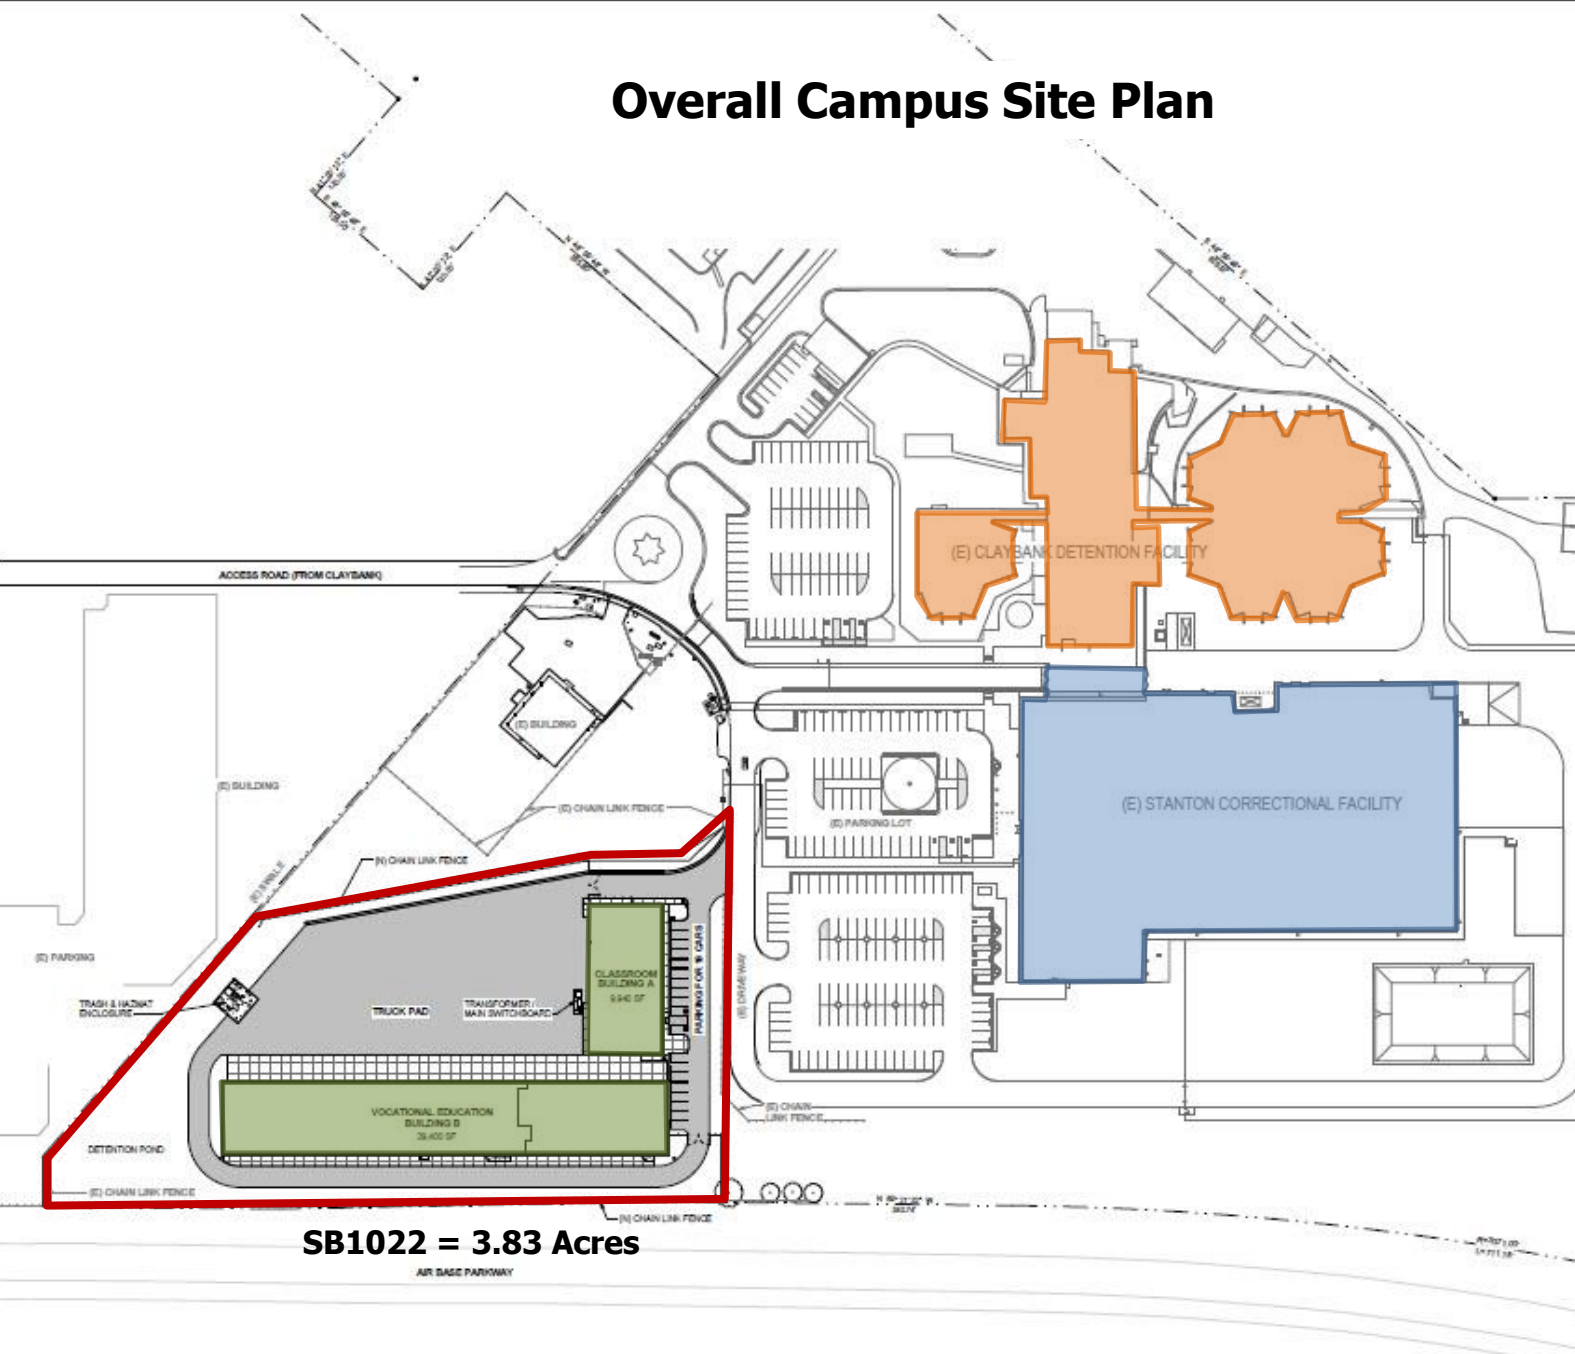 Overall Campus Site Plan
ACCESS ROAD (FROM CLAYBANK)
(E) CLAYBANK DETENTION FACILITY
(E) BUILDING
(E) BUILDING
(E) CHAIN LINK FENCE
(E) PARKING LOT
(E) STANTON CORRECTIONAL FACILITY
(N) CHAIN LINK FENCE
(E) SWALE
(E) PARKING
TRASH & HAZMAT
ENCLOSURE
TRUCK PAD
TRANSFORMER /
MAIN SWITCHBOARD
CLASSROOM
BUILDING A
9,940 SF
(E) DRIVEWAY
VOCATIONAL EDUCATION
BUILDING B
(E) CHAIN
LINK FENCE
DETENTION POND
(E) CHAIN LINK FENCE
(N) CHAIN LINK FENCE
SB1022 = 3.83 Acres
AIR BASE PARKWAY